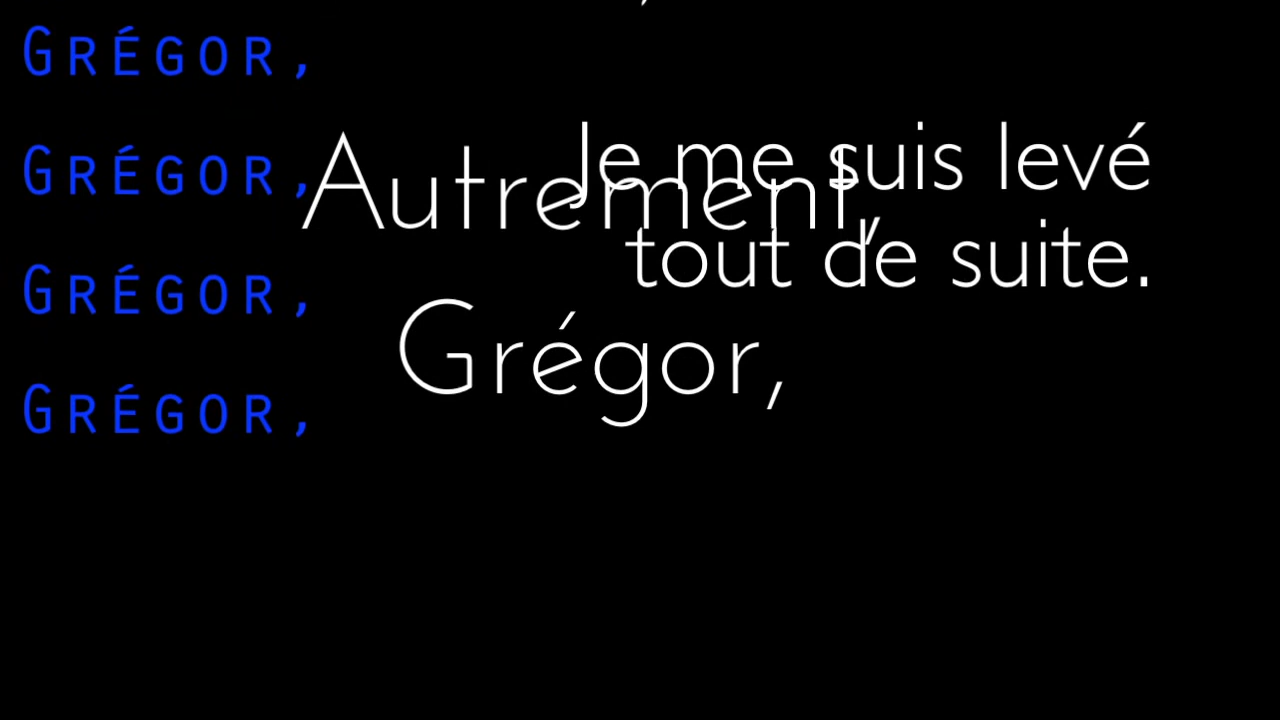 Grégor,
Grégor,
Grégor,
Grégor,
Autrement,
Grégor,
Je me suis levé
tout de suite.